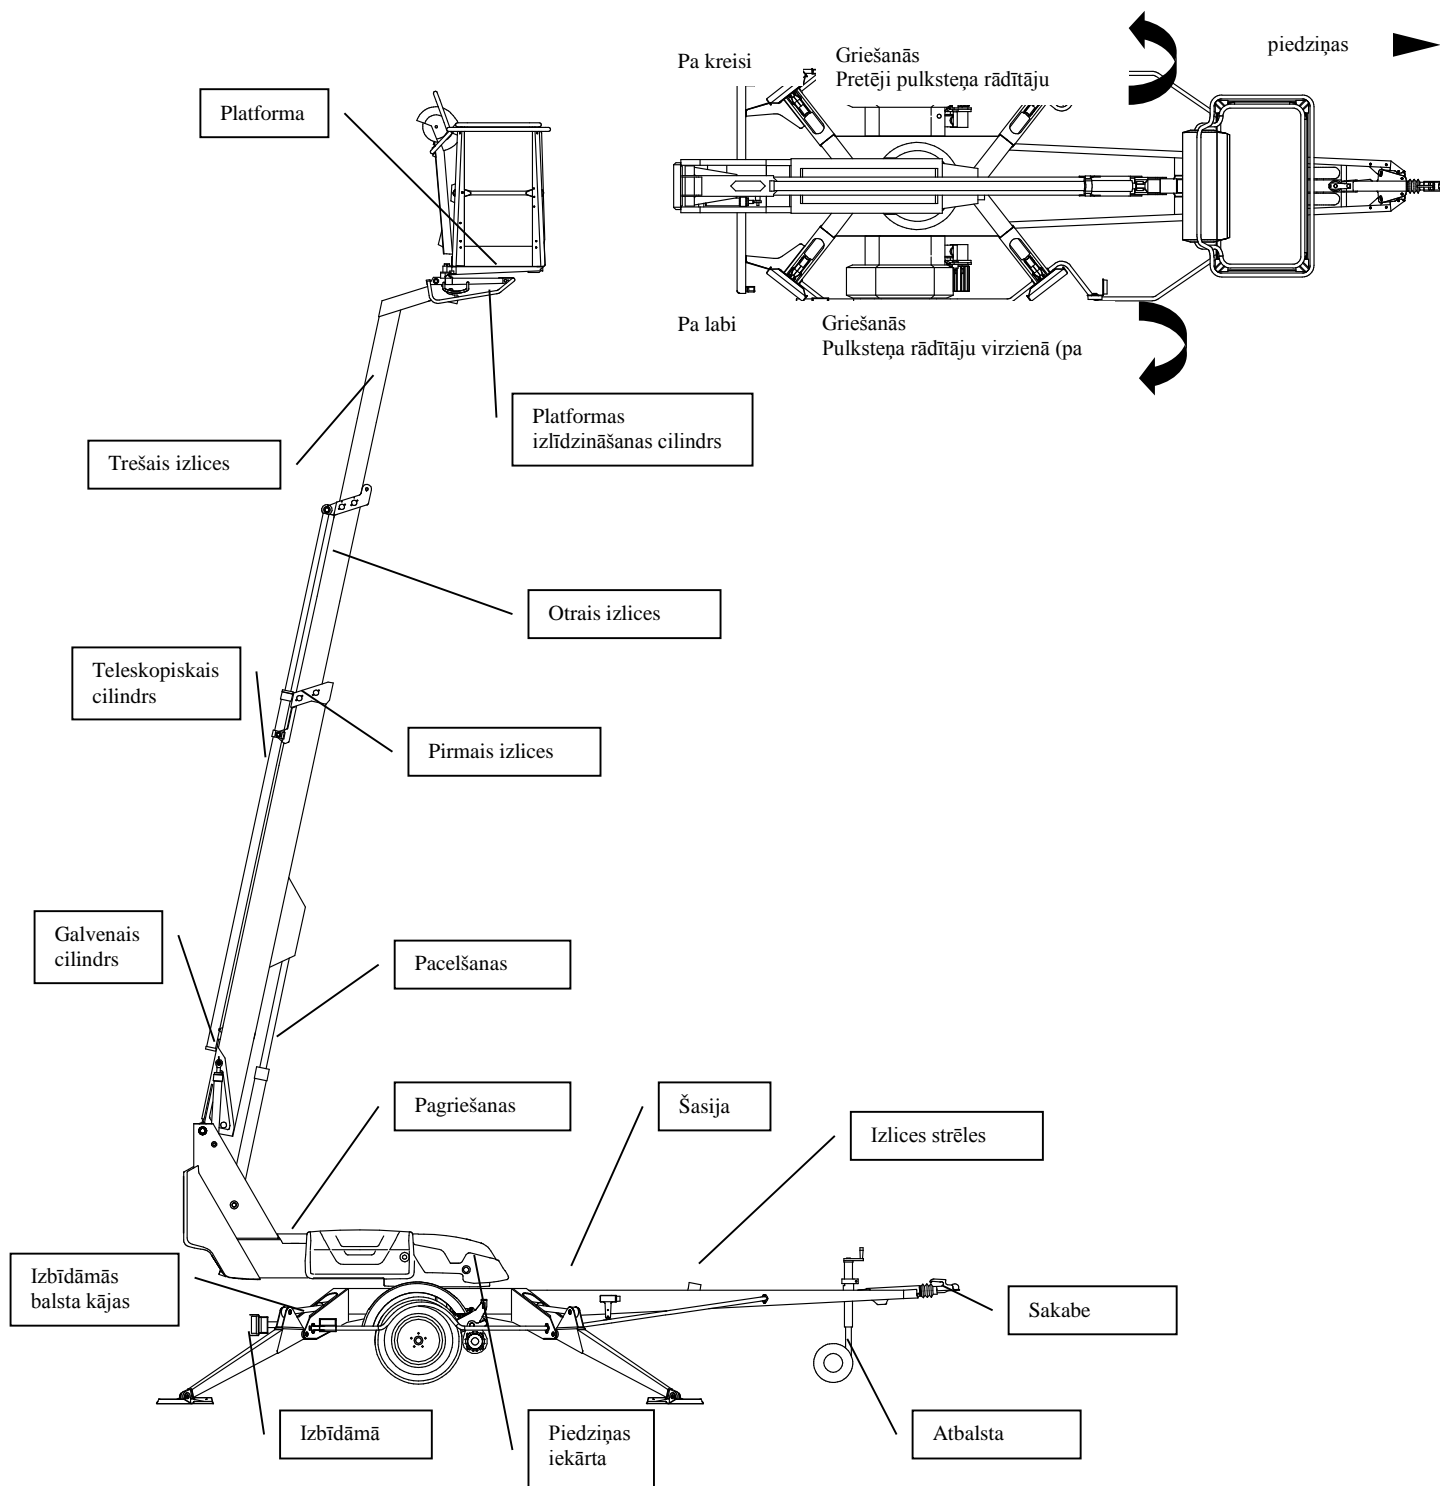 Pa kreisi
Griešanās
Pretēji pulksteņa rādītāju
piedziņas
Platforma
Pa labi
Griešanās
Pulksteņa rādītāju virzienā (pa
Platformas
izlīdzināšanas cilindrs
Trešais izlices
Otrais izlices
Teleskopiskais
cilindrs
Pirmais izlices
Galvenais
cilindrs
Pacelšanas
Pagriešanas
Šasija
Izlices strēles
Izbīdāmās
balsta kājas
Sakabe
Izbīdāmā
Piedziņas
iekārta
Atbalsta